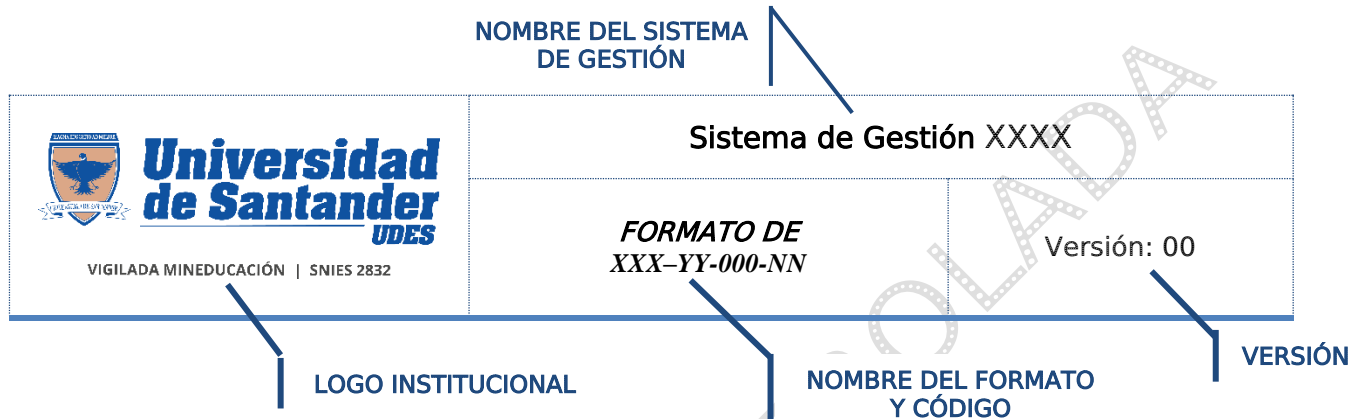 NOMBRE DEL SISTEMA
DE GESTIÓN
Sistema de Gestión XXXX
Universidad
de Santander
UDES
VIGILADA MINEDUCACIÓN | SNIES 2832
FORMATO DE
XXX–YY-000-NN
Versión: 00
LOGO INSTITUCIONAL
NOMBRE DEL FORMATO
Y CÓDIGO
VERSIÓN
OLADA